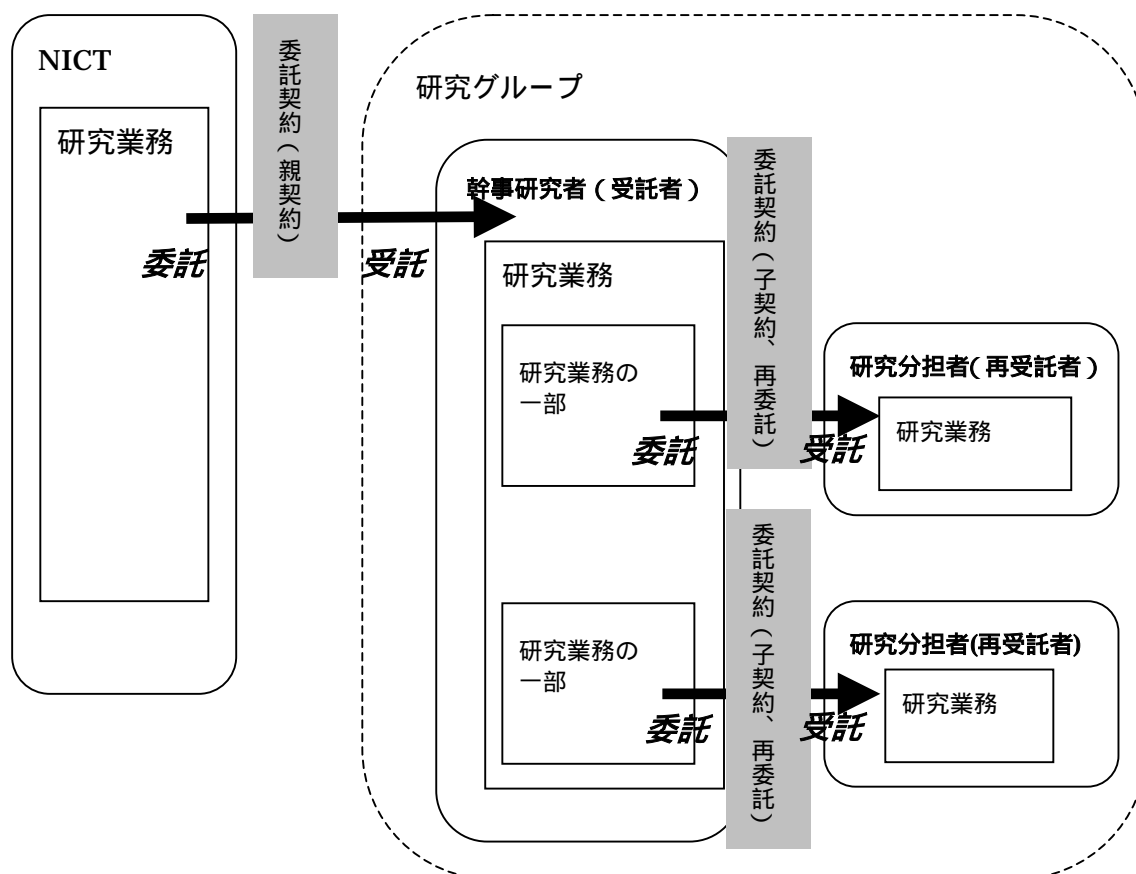 NICT
研究業務
委託契約(親契約)
委託
受託
研究グループ
幹事研究者(受託者)
研究業務
研究業務の
一部
委託
委託契約(子契約、再委託)
受託
研究分担者(再受託者)
研究業務
研究業務の
一部
委託
委託契約(子契約、再委託)
受託
研究分担者(再受託者)
研究業務